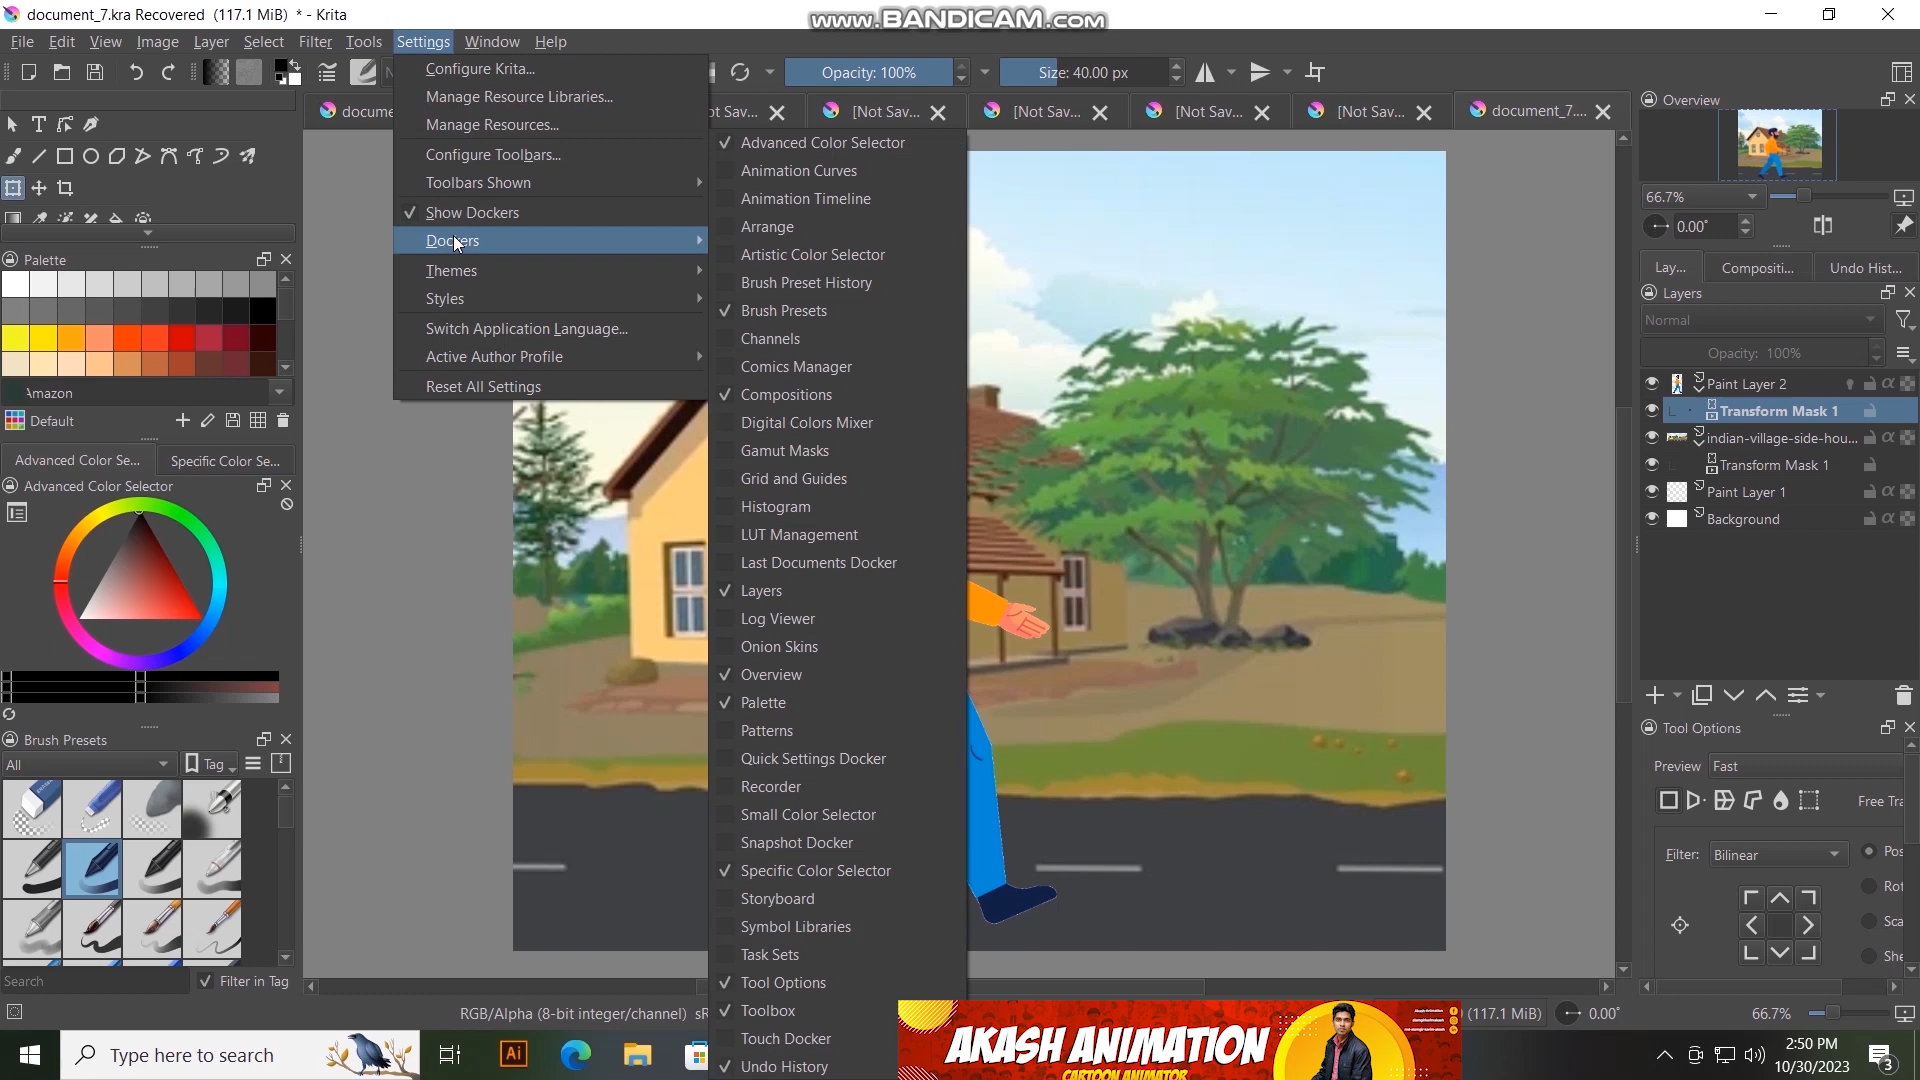 document_7.kra Recovered (117.1 MiB) * - Krita
www.BANDICAM.com
File Edit View Image Layer Select Filter Tools Settings Window Help
Opacity: 100%
Size: 40.00 px
docume
ot Sav...
[Not Sav...
[Not Sav...
[Not Sav...
[Not Sav...
document_7....
Configure Krita...
Manage Resource Libraries...
Manage Resources...
Configure Toolbars...
Toolbars Shown
Show Dockers
Dockers
Themes
Styles
Switch Application Language...
Active Author Profile
Reset All Settings
Advanced Color Selector
Animation Curves
Animation Timeline
Arrange
Artistic Color Selector
Brush Preset History
Brush Presets
Channels
Comics Manager
Compositions
Digital Colors Mixer
Gamut Masks
Grid and Guides
Histogram
LUT Management
Last Documents Docker
Layers
Log Viewer
Onion Skins
Overview
Palette
Patterns
Quick Settings Docker
Recorder
Small Color Selector
Snapshot Docker
Specific Color Selector
Storyboard
Symbol Libraries
Task Sets
Tool Options
Toolbox
Touch Docker
Undo History
Palette
Amazon
Default
Advanced Color Se...
Specific Color Se...
Advanced Color Selector
Brush Presets
All
Tag
Search
Filter in Tag
Overview
66.7%
0.00°
Lay...
Compositi...
Undo Hist...
Layers
Normal
Opacity: 100%
Paint Layer 2
Transform Mask 1
indian-village-side-hou...
Transform Mask 1
Paint Layer 1
Background
Tool Options
Preview Fast
Free Tra
Filter: Bilinear
Pos
Rot
Sca
She
RGB/Alpha (8-bit integer/channel) sR
(117.1 MiB)
0.00°
66.7%
AKASH ANIMATION
CARTOON ANIMATOR
Type here to search
Ai
2:50 PM
10/30/2023
3